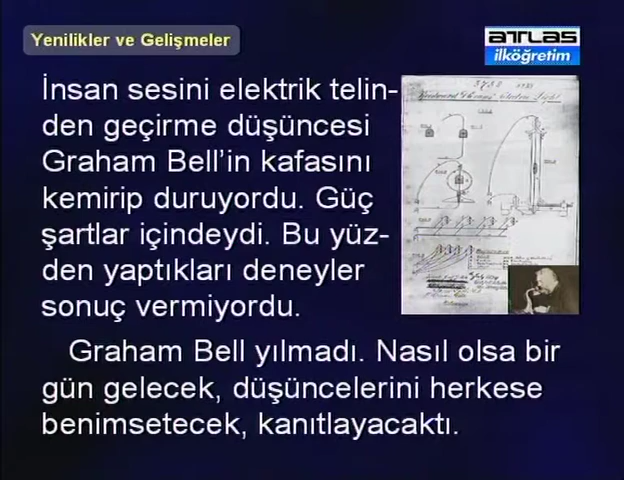 Yenilikler ve Gelişmeler
ATLAS
ilköğretim
İnsan sesini elektrik telin-
den geçirme düşüncesi
Graham Bell'in kafasını
kemirip duruyordu. Güç
şartlar içindeydi. Bu yüz-
den yaptıkları deneyler
sonuç vermiyordu.
Graham Bell yılmadı. Nasıl olsa bir
gün gelecek, düşüncelerini herkese
benimsetecek, kanıtlayacaktı.